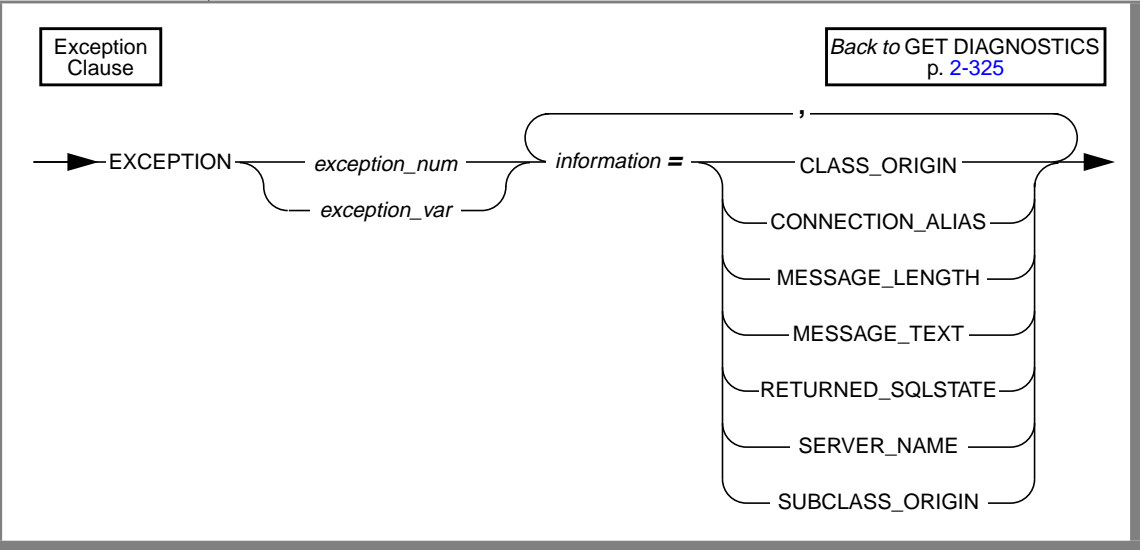 Exception
Clause
Back to GET DIAGNOSTICS
p. 2-325
,
EXCEPTION exception_num information = CLASS_ORIGIN
exception_var
CONNECTION_ALIAS
MESSAGE_LENGTH
MESSAGE_TEXT
RETURNED_SQLSTATE
SERVER_NAME
SUBCLASS_ORIGIN